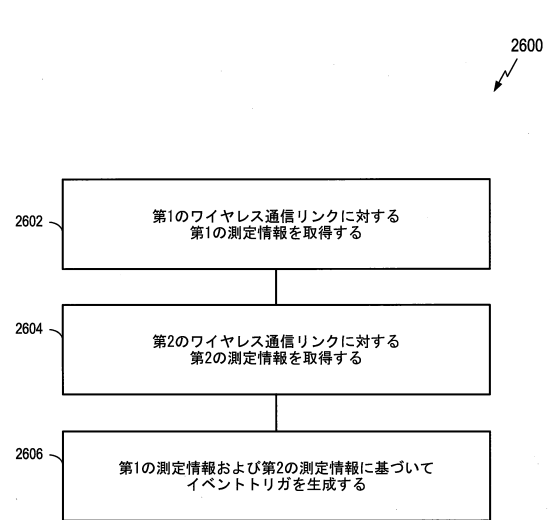 2600
2602
第1のワイヤレス通信リンクに対する
第1の測定情報を取得する
2604
第2のワイヤレス通信リンクに対する
第2の測定情報を取得する
2606
第1の測定情報および第2の測定情報に基づいて
イベントトリガを生成する